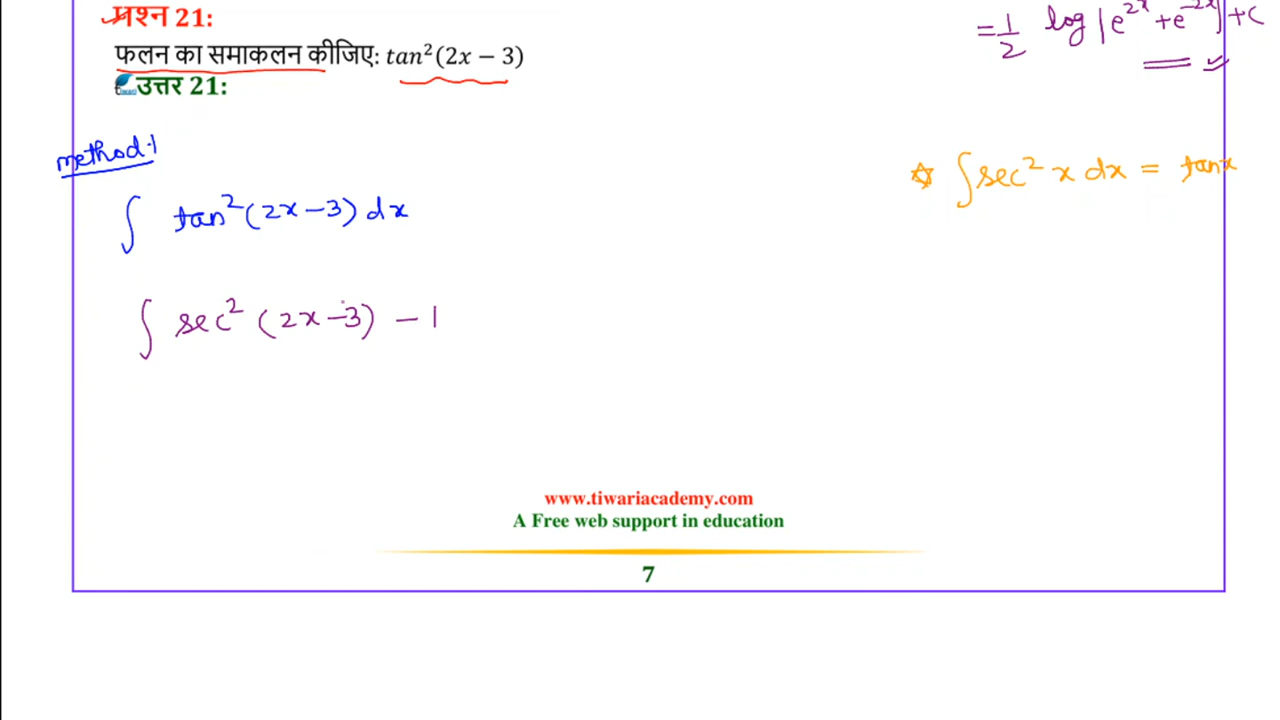 प्रश्न 21:
= 1/2 log |e^2x + e^-2x| + C
फलन का समाकलन कीजिए: tan²(2x − 3)
उत्तर 21:
method-1
☆ ∫ sec² x dx = tanx
∫ tan² (2x − 3) dx
∫ sec² (2x − 3) − 1
www.tiwariacademy.com
A Free web support in education
7